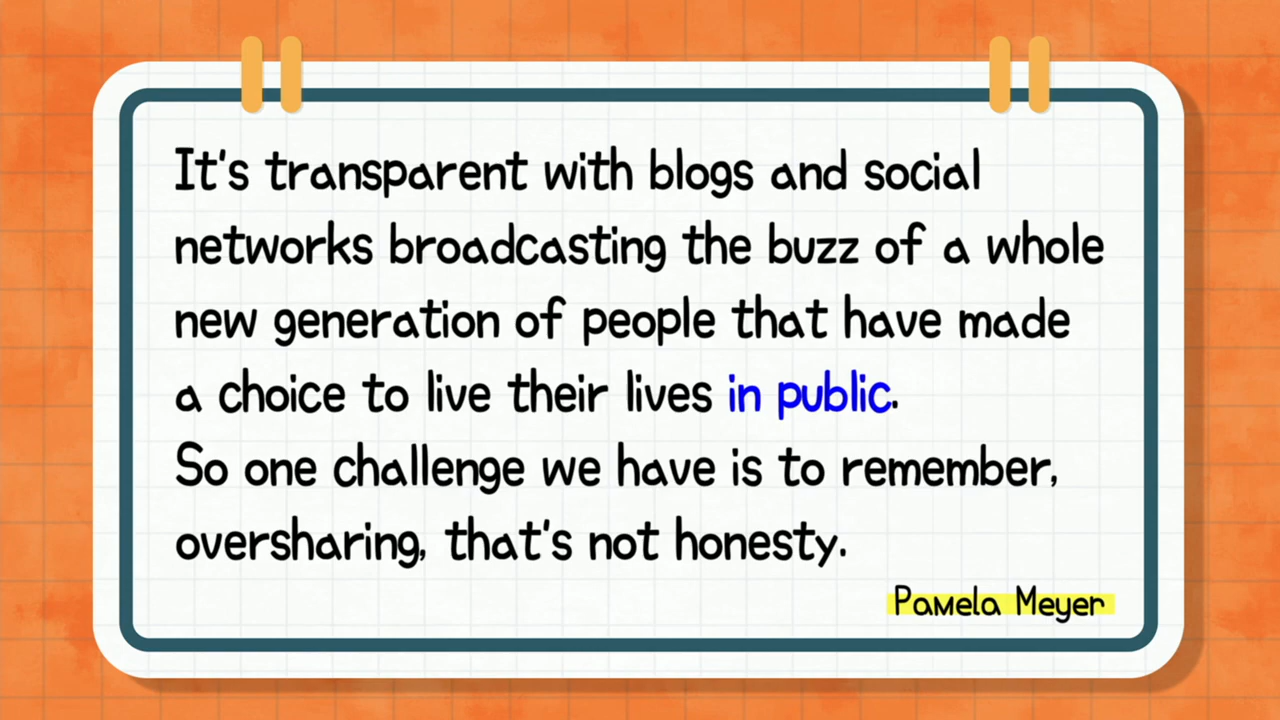 It's transparent with blogs and social
networks broadcasting the buzz of a whole
new generation of people that have made
a choice to live their lives in public.
So one challenge we have is to remember,
oversharing, that's not honesty.
Pamela Meyer